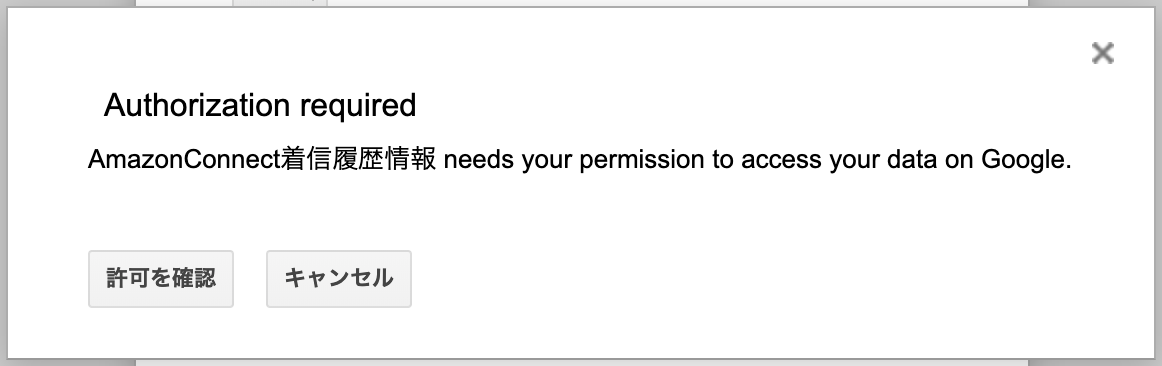 Authorization required
AmazonConnect着信履歴情報 needs your permission to access your data on Google.
許可を確認
キャンセル